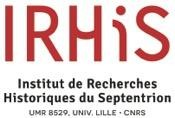 IRHiS
Institut de Recherches
Historiques du Septentrion
UMR 8529, UNIV. LILLE • CNRS